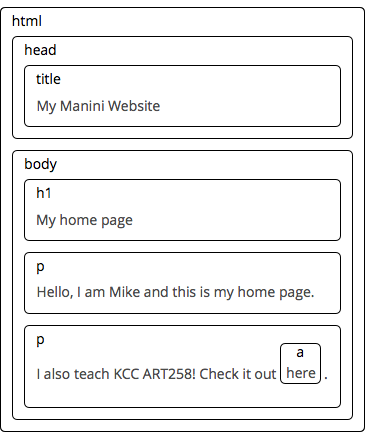 html
head
title
My Manini Website
body
h1
My home page
p
Hello, I am Mike and this is my home page.
p
a
I also teach KCC ART258! Check it out here .